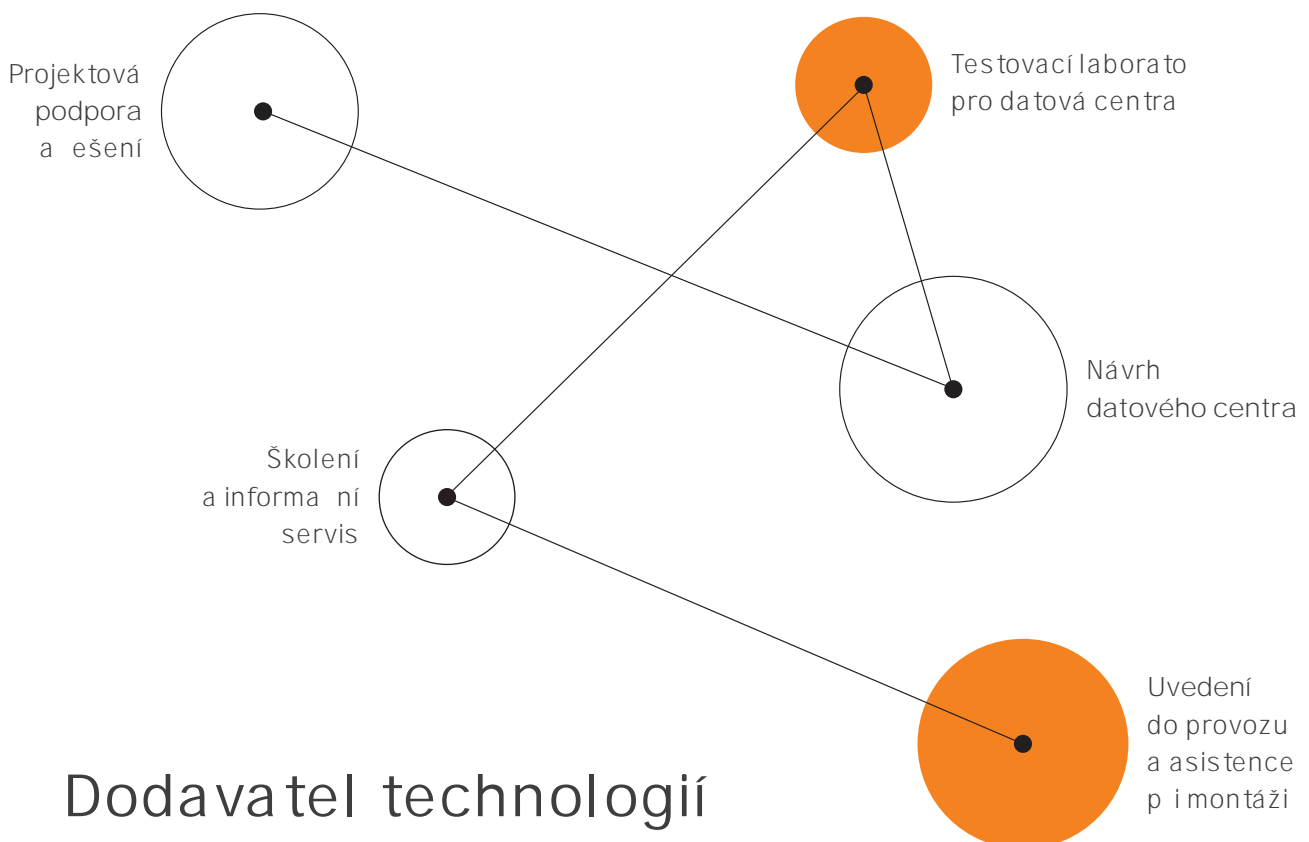 Projektová
podpora
a ešení
Testovací laborato
pro datová centra
Návrh
datového centra
Školení
a informa ní
servis
Uvedení
do provozu
a asistence
p i montáži
Dodavatel technologií